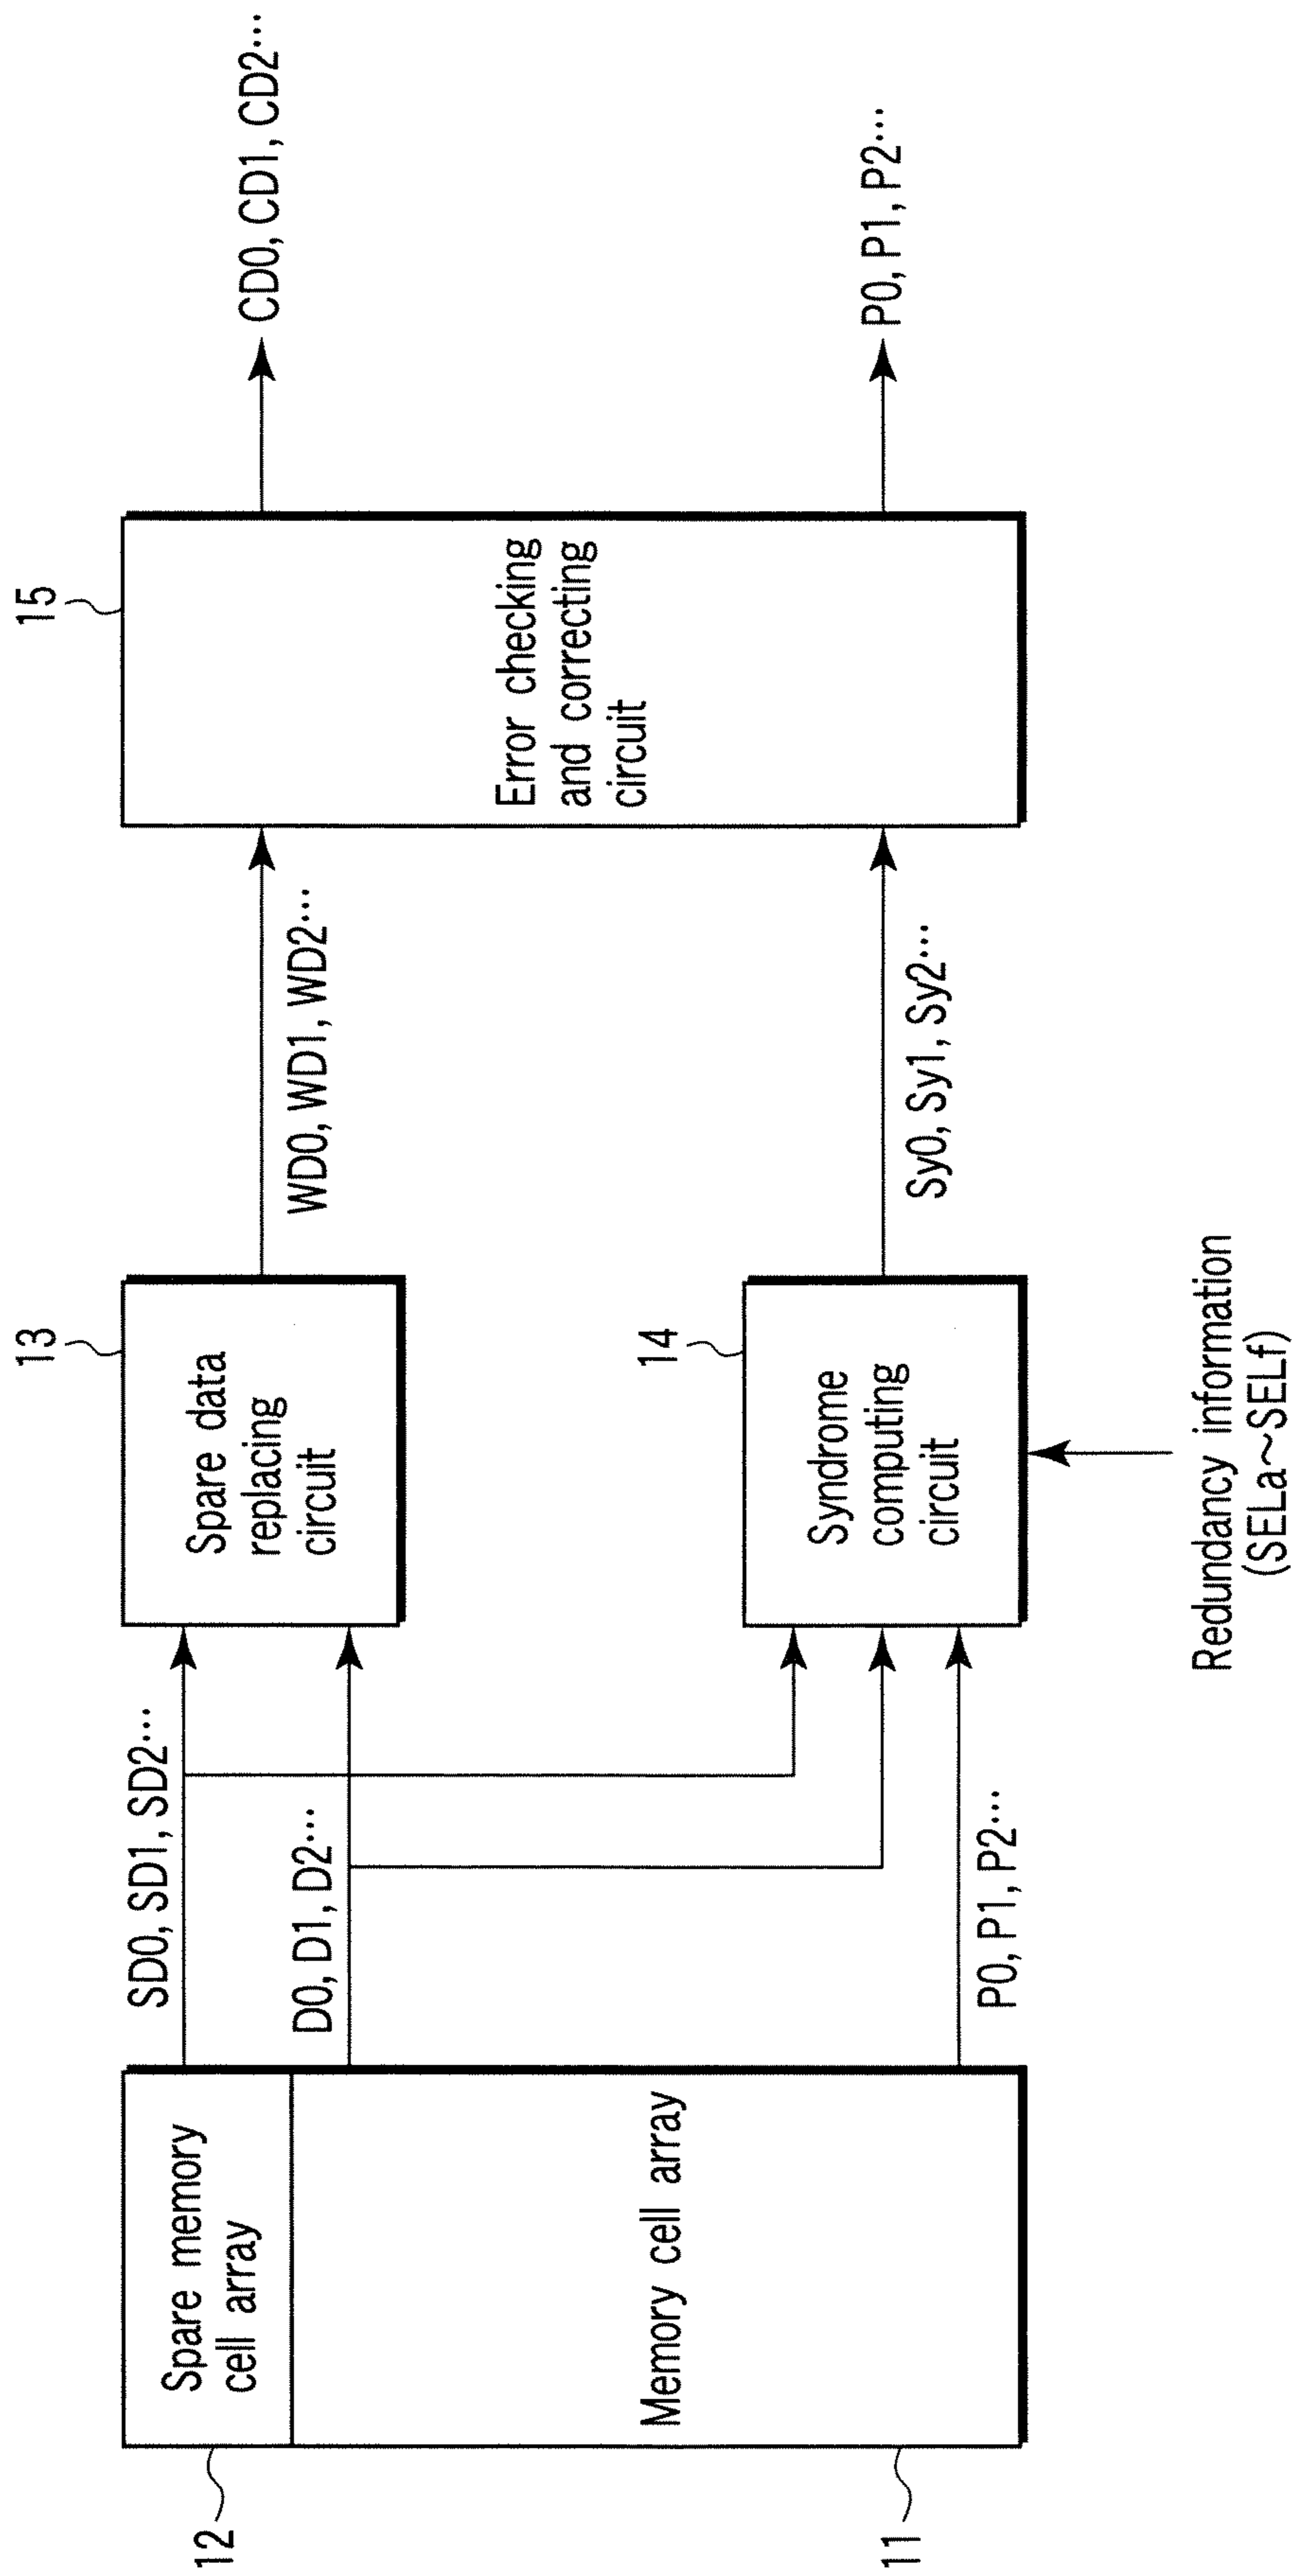 12
Spare memory
cell array
11
Memory cell array
SD0, SD1, SD2⋯
D0, D1, D2⋯
P0, P1, P2⋯
13
Spare data
replacing
circuit
14
Syndrome
computing
circuit
Redundancy information
(SELa～SELf)
WD0, WD1, WD2⋯
Sy0, Sy1, Sy2⋯
15
Error checking
and correcting
circuit
CD0, CD1, CD2⋯
P0, P1, P2⋯